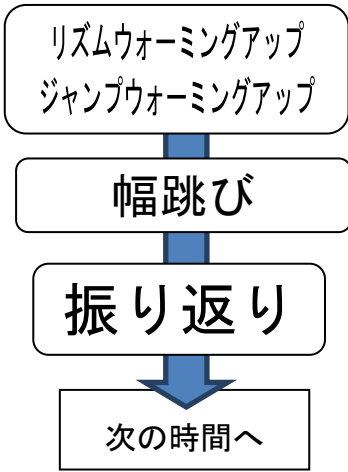 リズムウォーミングアップ
ジャンプウォーミングアップ
幅跳び
振り返り
次の時間へ